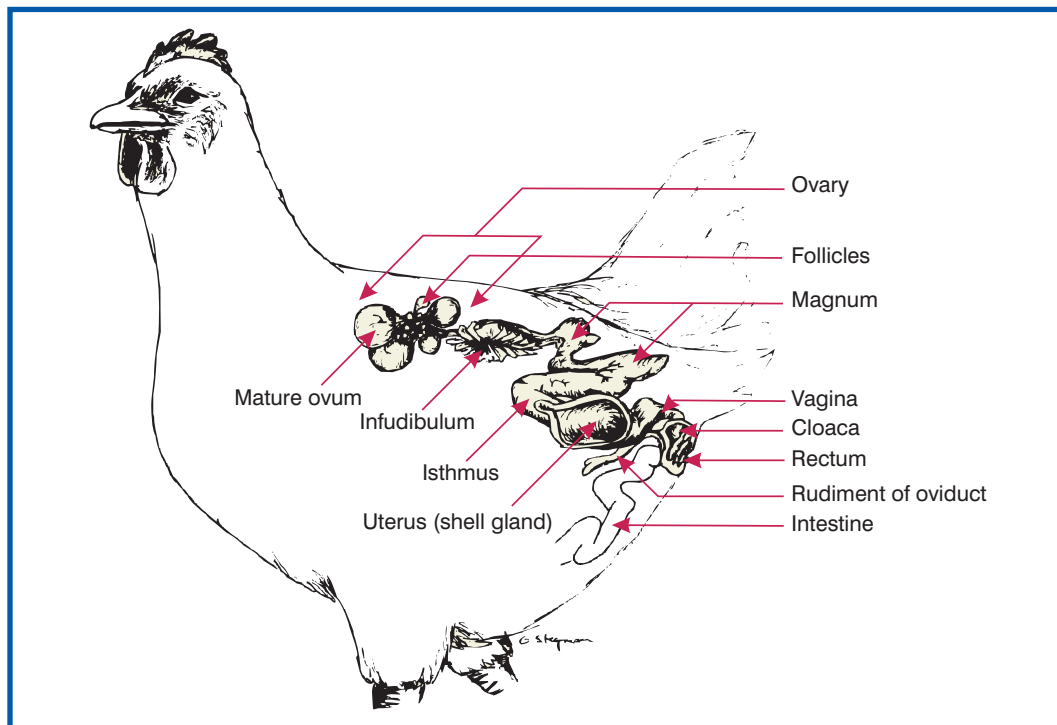 Ovary
Follicles
Magnum
Mature ovum
Infudibulum
Vagina
Cloaca
Isthmus
Rectum
Rudiment of oviduct
Uterus (shell gland)
Intestine